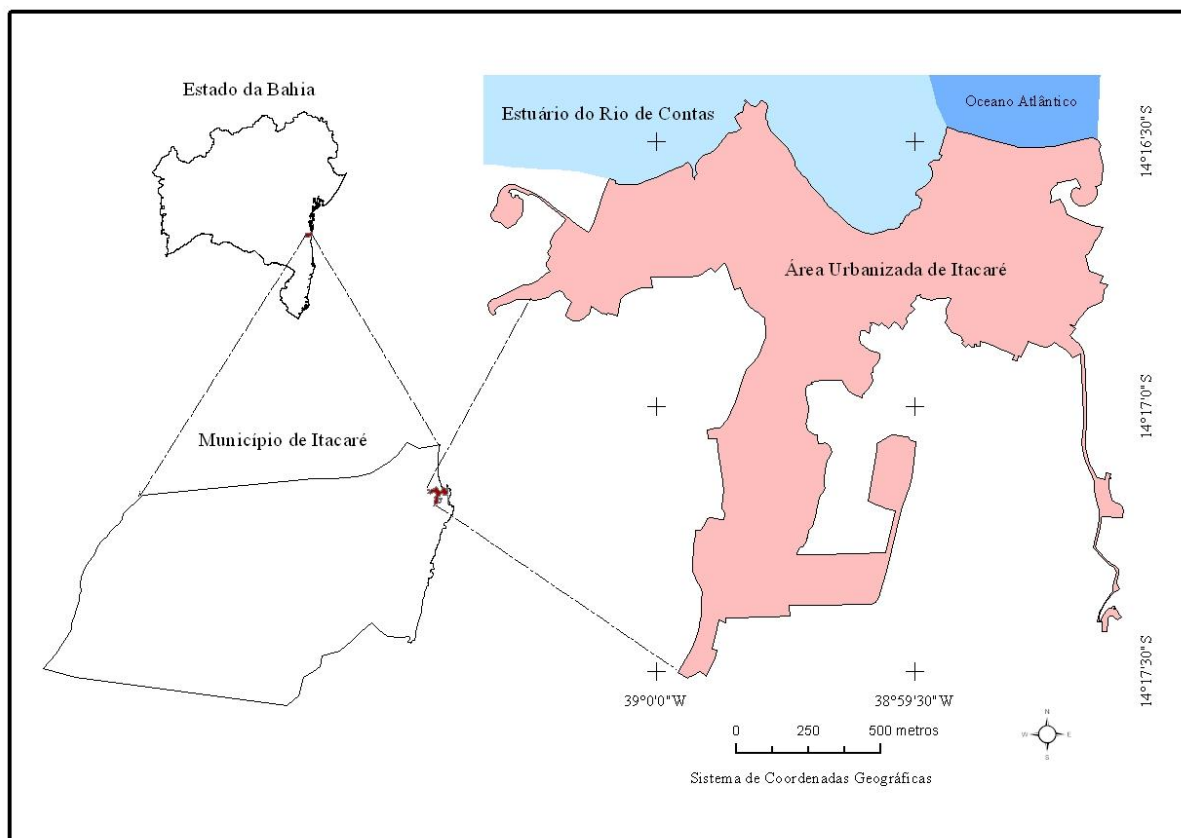 Estado da Bahia
Estuário do Rio de Contas
Oceano Atlântico
14°16'30"S
Área Urbanizada de Itacaré
14°17'0"S
Município de Itacaré
14°17'30"S
39°0'0"W
38°59'30"W
0 250 500 metros
N
W E
S
Sistema de Coordenadas Geográficas